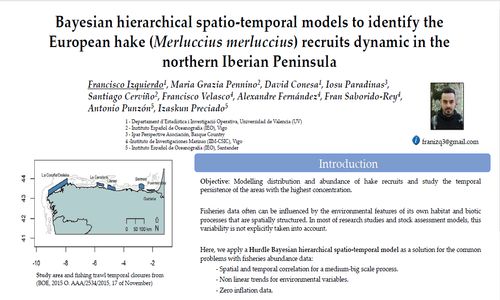 Bayesian hierarchical spatio-temporal models to identify the
European hake (Merluccius merluccius) recruits dynamic in the
northern Iberian Peninsula
Francisco Izquierdo¹, Maria Grazia Pennino², David Conesa¹, Iosu Paradinas³,
Santiago Cerviño², Francisco Velasco⁴, Alexandre Fernández⁴, Fran Saborido-Rey⁴,
Antonio Punzón⁵, Izaskun Preciado⁵
1 - Departament d'Estadística i Investigació Operativa, Universidad de Valencia (UV)
2 - Instituto Español de Oceanografía (IEO), Vigo
3 - Ipar Perspective Asociación, Basque Country
4 -Instituto de Investigaciones Marinas (IIM-CSIC), Vigo
5 - Instituto Español de Oceanografía (IEO), Santander
franizq3@gmail.com
Introduction
Objective: Modelling distribution and abundance of hake recruits and study the temporal
persistence of the areas with the highest concentration.
Fisheries data often can be influenced by the environmental features of its own habitat and biotic
processes that are spatially structured. In most of research studies and stock assessment models, this
variability is not explicitly taken into account.
Here, we apply a Hurdle Bayesian hierarchical spatio-temporal model as a solution for the common
problems with fisheries abundance data:
- Spatial and temporal correlation for a medium-big scale process.
- Non linear trends for environmental variables.
- Zero inflation data.
44
43
42
41
N
0 50 100 km
-10 -8 -6 -4 -2
Study area and fishing trawl temporal closures from
(BOE, 2015 O. AAA/2534/2015, 17 of November)